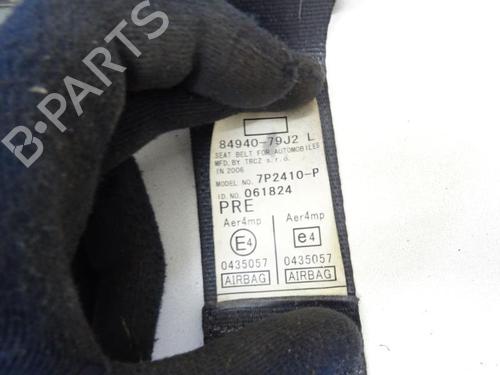 84940-79J2 L
SEAT BELT FOR AUTOMOBILES
MFD. BY TRCZ s.r.o.
IN 2006
MODEL NO. 7P2410-P
ID. NO. 061824
PRE
Aer4mp Aer4mp
E4 e4
0435057 0435057
AIRBAG AIRBAG
B-PARTS